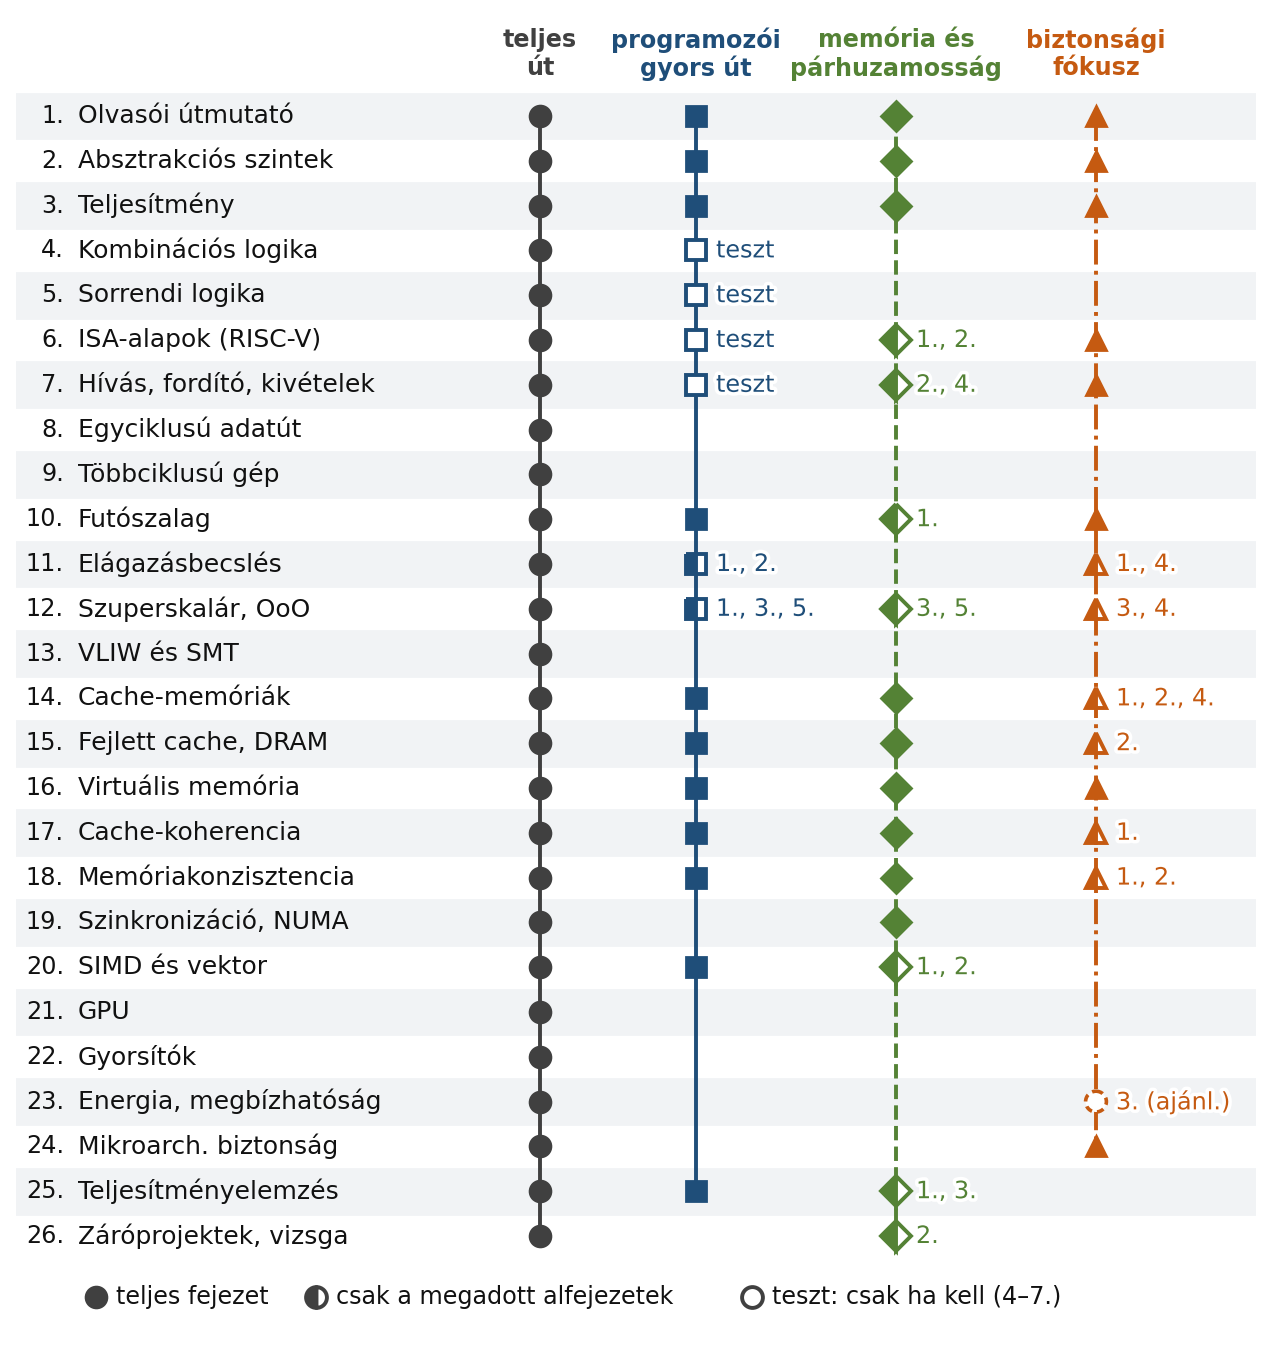 teljes út
programozói gyors út
memória és párhuzamosság
biztonsági fókusz
1. Olvasói útmutató
2. Absztrakciós szintek
3. Teljesítmény
4. Kombinációs logika teszt
5. Sorrendi logika teszt
6. ISA-alapok (RISC-V) teszt 1., 2.
7. Hívás, fordító, kivételek teszt 2., 4.
8. Egyciklusú adatút
9. Többciklusú gép
10. Futószalag 1.
11. Elágazásbecslés 1., 2. 1., 4.
12. Szuperskalár, OoO 1., 3., 5. 3., 5. 3., 4.
13. VLIW és SMT
14. Cache-memóriák 1., 2., 4.
15. Fejlett cache, DRAM 2.
16. Virtuális memória
17. Cache-koherencia 1.
18. Memóriakonzisztencia 1., 2.
19. Szinkronizáció, NUMA
20. SIMD és vektor 1., 2.
21. GPU
22. Gyorsítók
23. Energia, megbízhatóság 3. (ajánl.)
24. Mikroarch. biztonság
25. Teljesítményelemzés 1., 3.
26. Záróprojektek, vizsga 2.
teljes fejezet csak a megadott alfejezetek teszt: csak ha kell (4–7.)